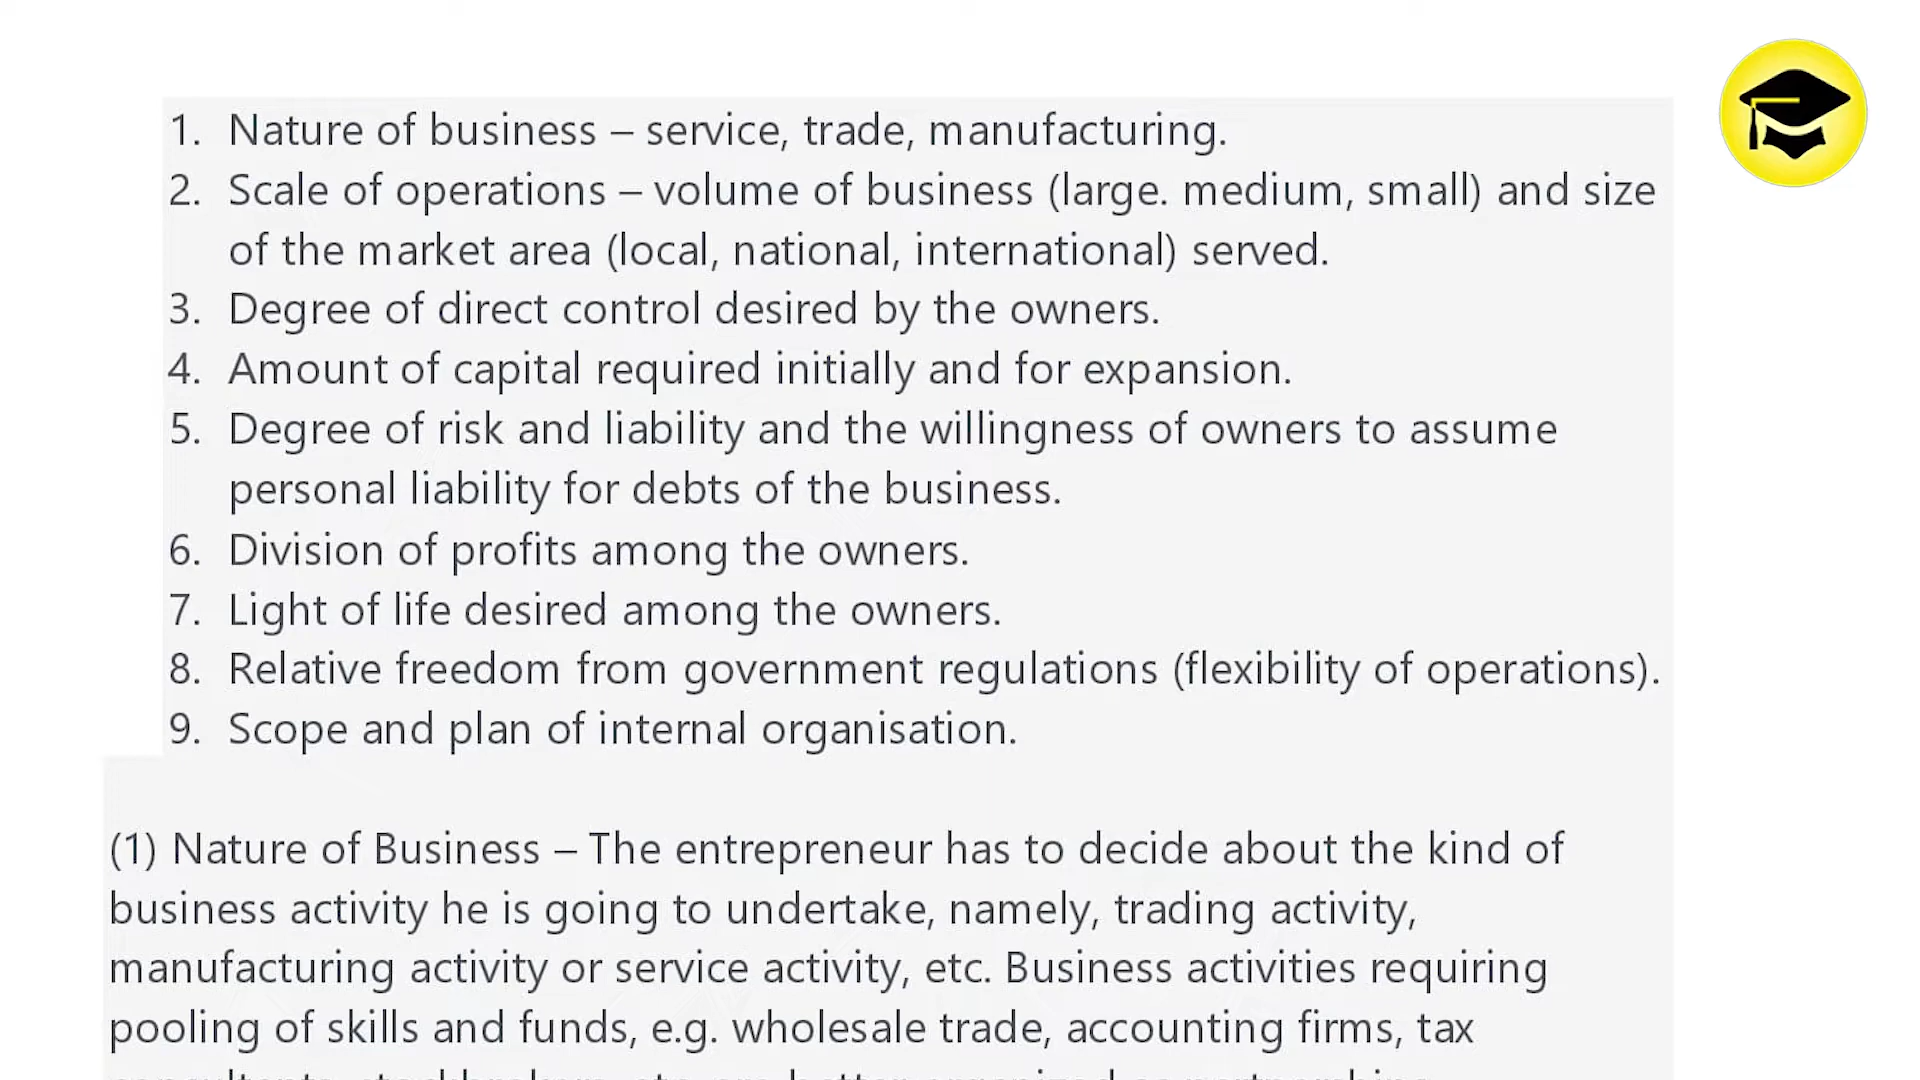 1. Nature of business – service, trade, manufacturing.
2. Scale of operations – volume of business (large. medium, small) and size
of the market area (local, national, international) served.
3. Degree of direct control desired by the owners.
4. Amount of capital required initially and for expansion.
5. Degree of risk and liability and the willingness of owners to assume
personal liability for debts of the business.
6. Division of profits among the owners.
7. Light of life desired among the owners.
8. Relative freedom from government regulations (flexibility of operations).
9. Scope and plan of internal organisation.
(1) Nature of Business – The entrepreneur has to decide about the kind of
business activity he is going to undertake, namely, trading activity,
manufacturing activity or service activity, etc. Business activities requiring
pooling of skills and funds, e.g. wholesale trade, accounting firms, tax